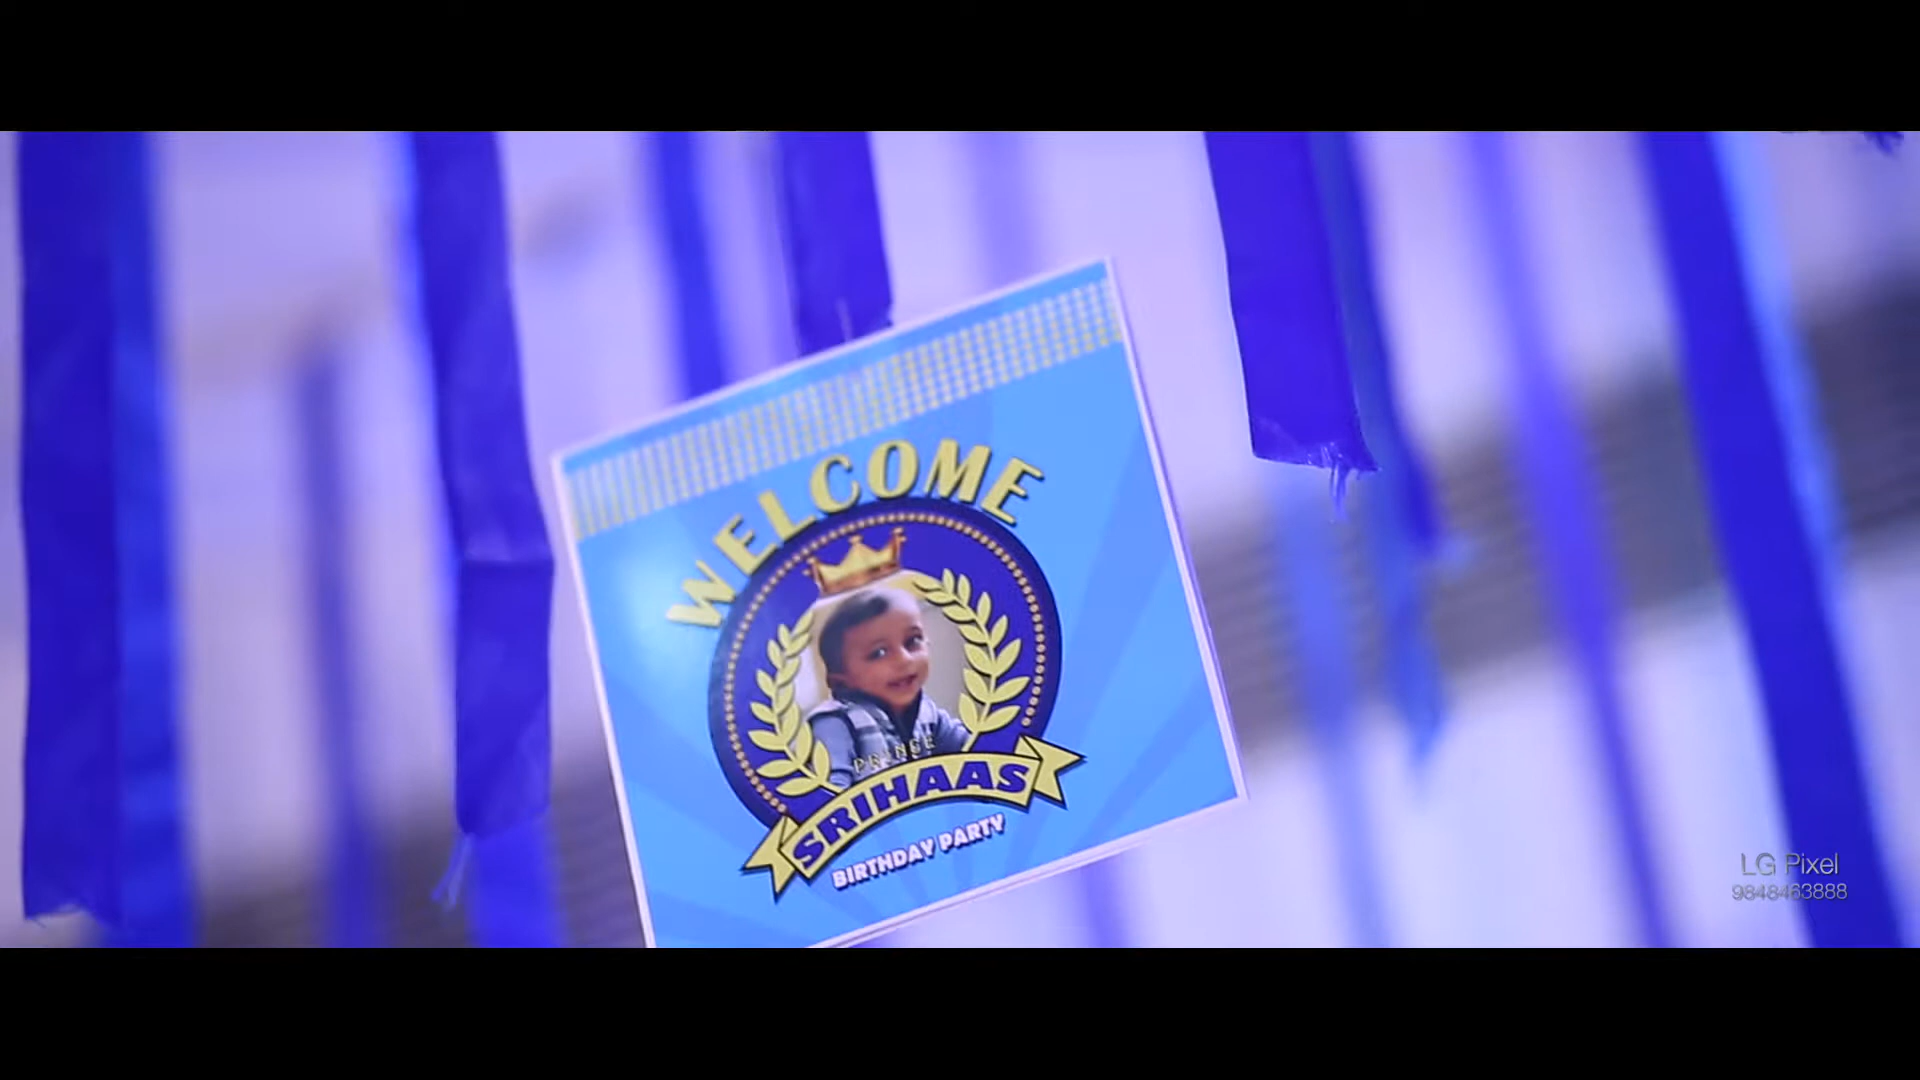 WELCOME
PRINCE
SRIHAAS
BIRTHDAY PARTY
LG Pixel
9848463888